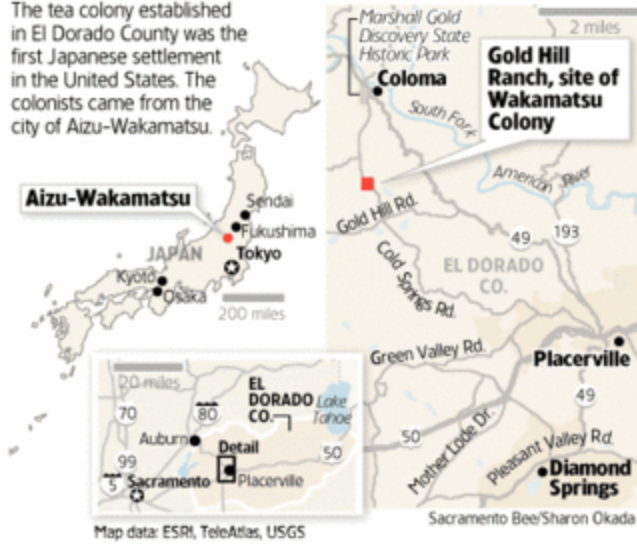 The tea colony established
in El Dorado County was the
first Japanese settlement
in the United States. The
colonists came from the
city of Aizu-Wakamatsu.
Aizu-Wakamatsu
Sendai
Fukushima
JAPAN
Tokyo
Kyoto
Osaka
200 miles
Marshall Gold
Discovery State
Historic Park
Coloma
2 miles
Gold Hill
Ranch, site of
Wakamatsu
Colony
South Fork
American River
Gold Hill Rd.
49
193
Cold Springs Rd.
EL DORADO
CO.
Green Valley Rd.
Placerville
49
50
Mother Lode Dr.
Pleasant Valley Rd.
Diamond
Springs
20 miles
EL
DORADO
CO.
Lake
Tahoe
70
80
Auburn
Detail
50
99
5
Sacramento
Placerville
Map data: ESRI, TeleAtlas, USGS
Sacramento Bee/Sharon Okada